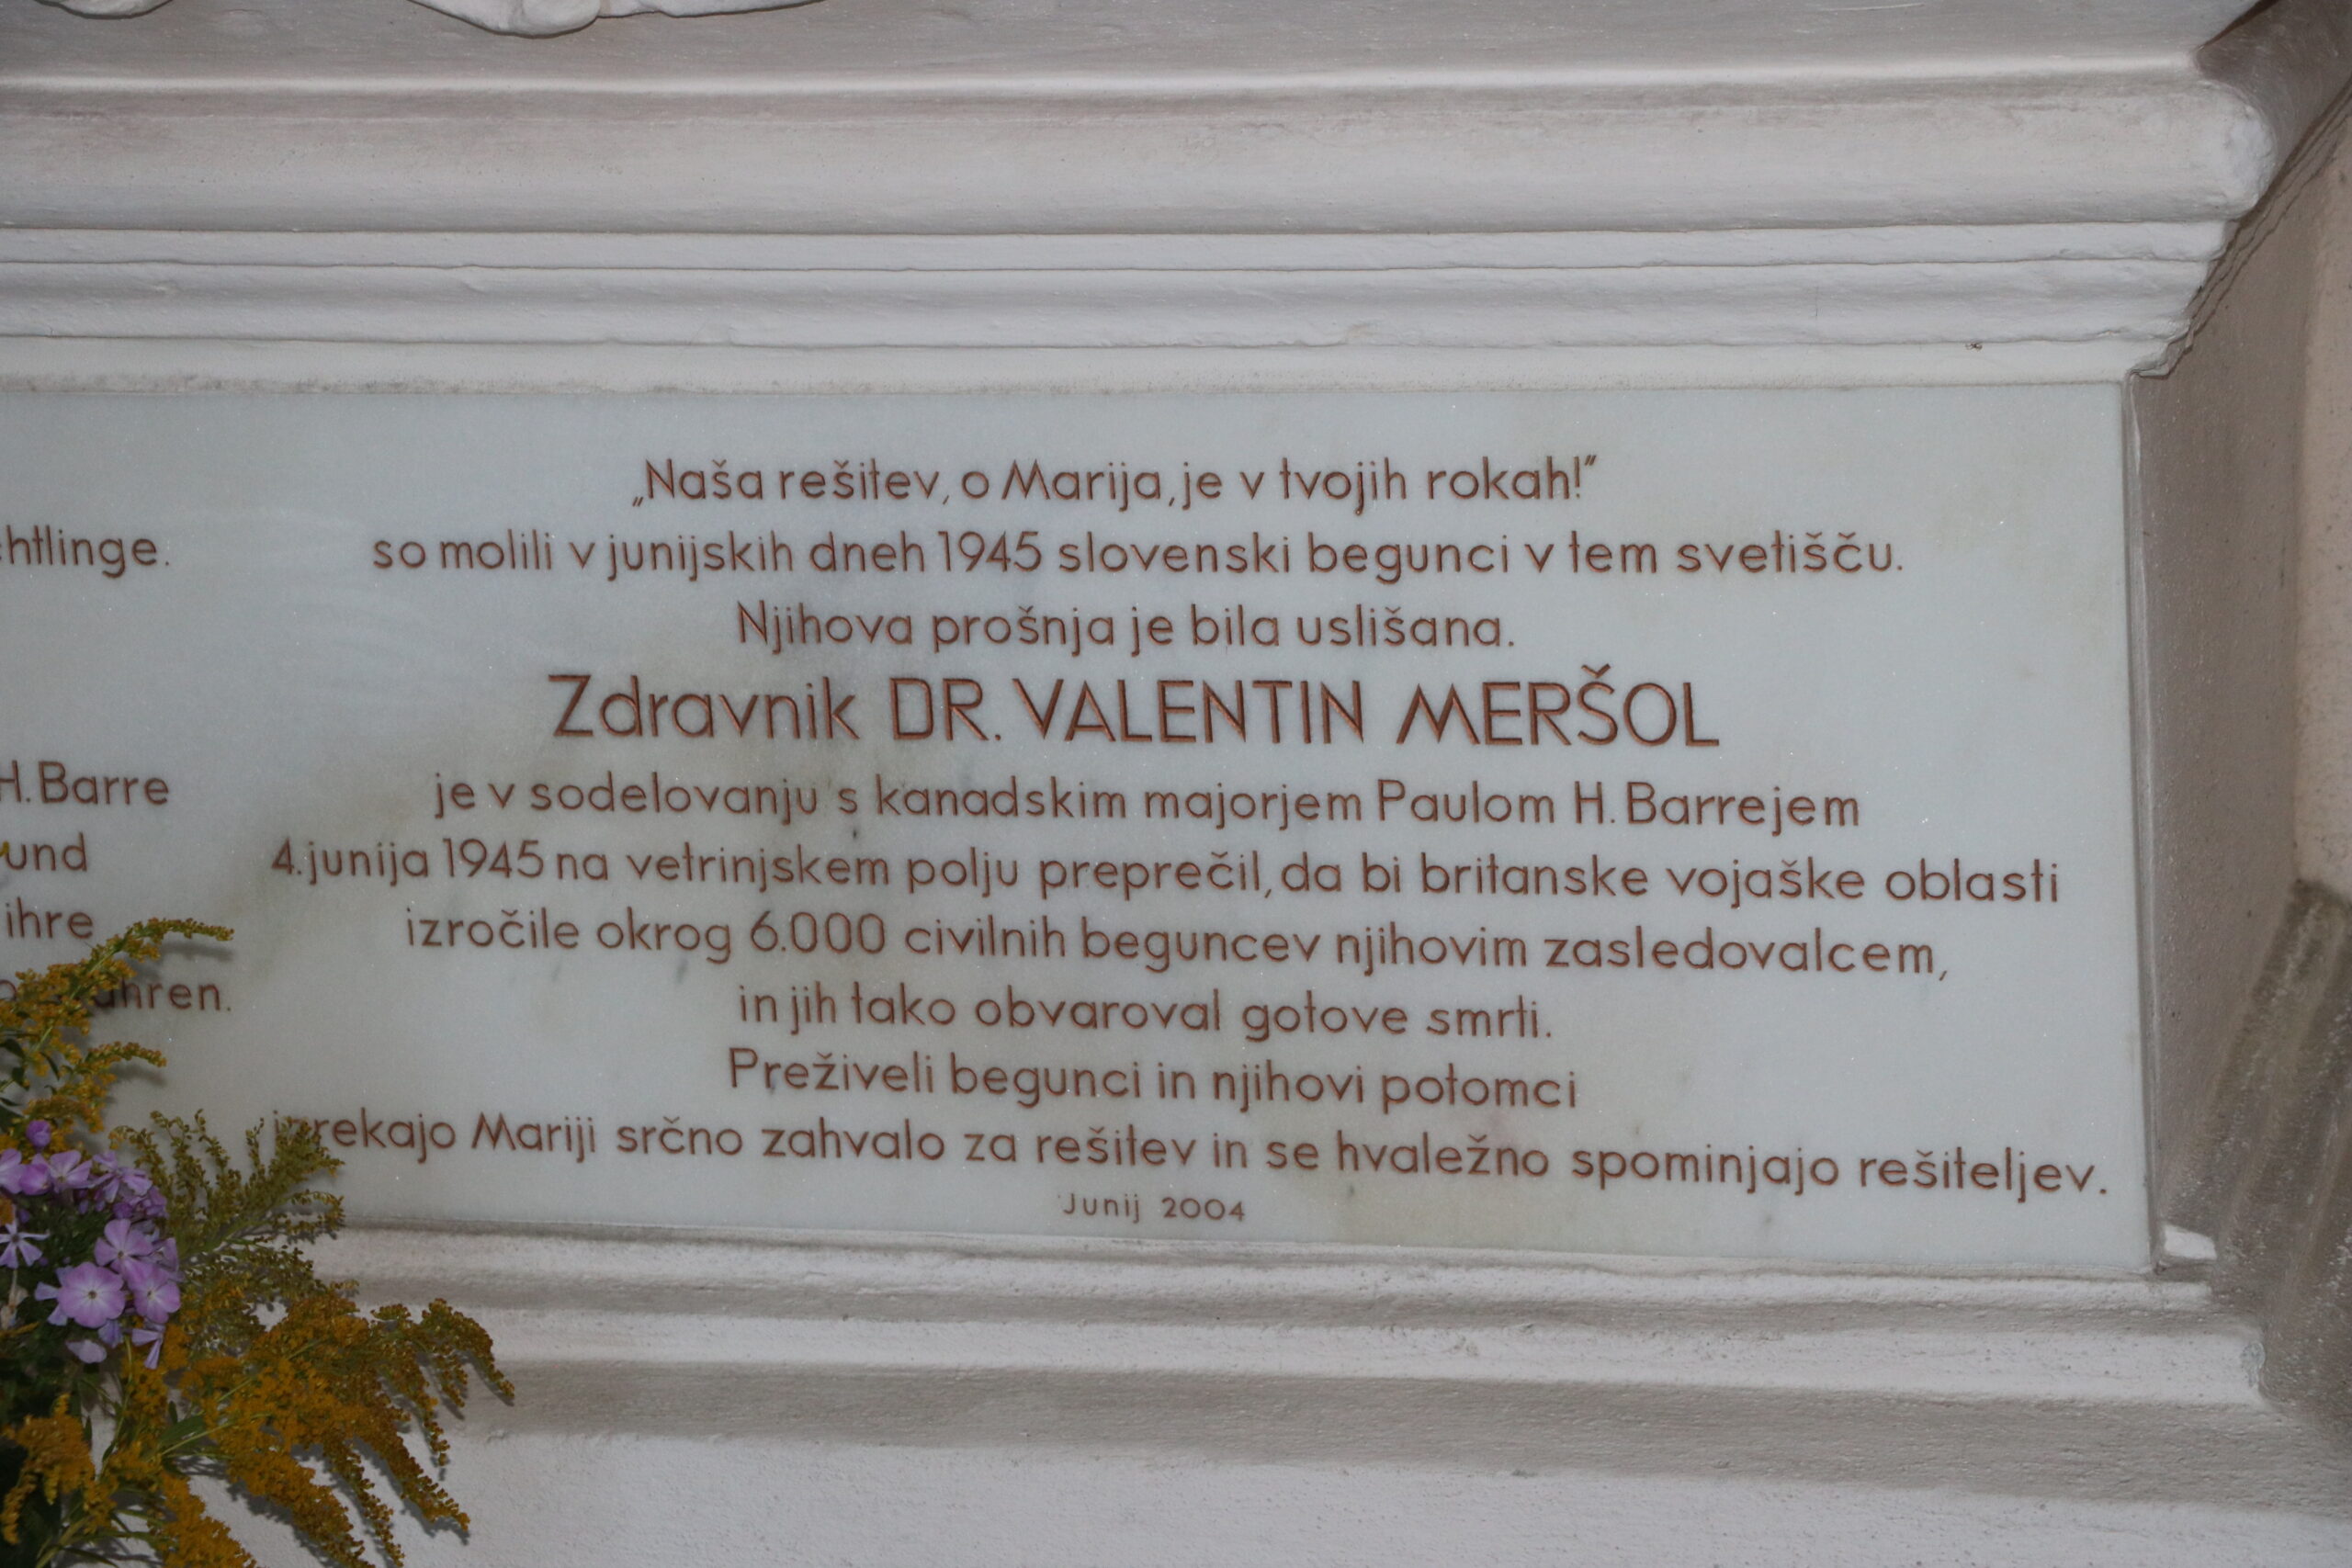 htlinge.
H. Barre
und
ihre
„Naša rešitev, o Marija, je v tvojih rokah!”
so molili v junijskih dneh 1945 slovenski begunci v tem svetišču.
Njihova prošnja je bila uslišana.
Zdravnik DR. VALENTIN MERŠOL
je v sodelovanju s kanadskim majorjem Paulom H. Barrejem
4. junija 1945 na vetrinjskem polju preprečil, da bi britanske vojaške oblasti
izročile okrog 6.000 civilnih beguncev njihovim zasledovalcem,
in jih tako obvaroval gotove smrti.
Preživeli begunci in njihovi potomci
izrekajo Mariji srčno zahvalo za rešitev in se hvaležno spominjajo rešiteljev.
Junij 2004